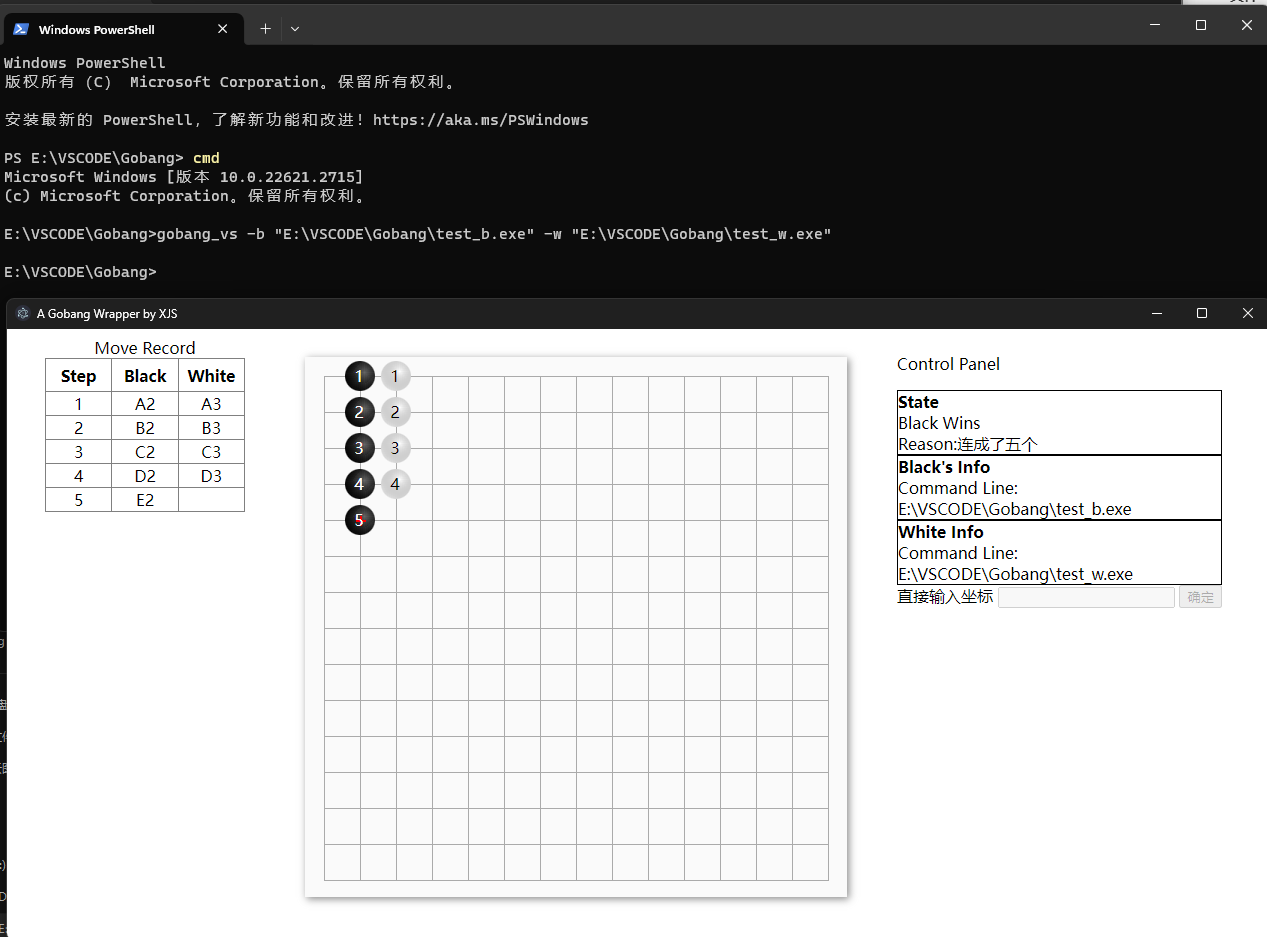 Windows PowerShell
Windows PowerShell
版权所有 (C)  Microsoft Corporation。保留所有权利。
安装最新的 PowerShell，了解新功能和改进！https://aka.ms/PSWindows
PS E:\VSCODE\Gobang> cmd
Microsoft Windows [版本 10.0.22621.2715]
(c) Microsoft Corporation。保留所有权利。
E:\VSCODE\Gobang>gobang_vs -b "E:\VSCODE\Gobang\test_b.exe" -w "E:\VSCODE\Gobang\test_w.exe"
E:\VSCODE\Gobang>
A Gobang Wrapper by XJS
Move Record
Step Black White
1 A2 A3
2 B2 B3
3 C2 C3
4 D2 D3
5 E2
1 1
2 2
3 3
4 4
5
Control Panel
State
Black Wins
Reason:连成了五个
Black's Info
Command Line:
E:\VSCODE\Gobang\test_b.exe
White Info
Command Line:
E:\VSCODE\Gobang\test_w.exe
直接输入坐标 确定